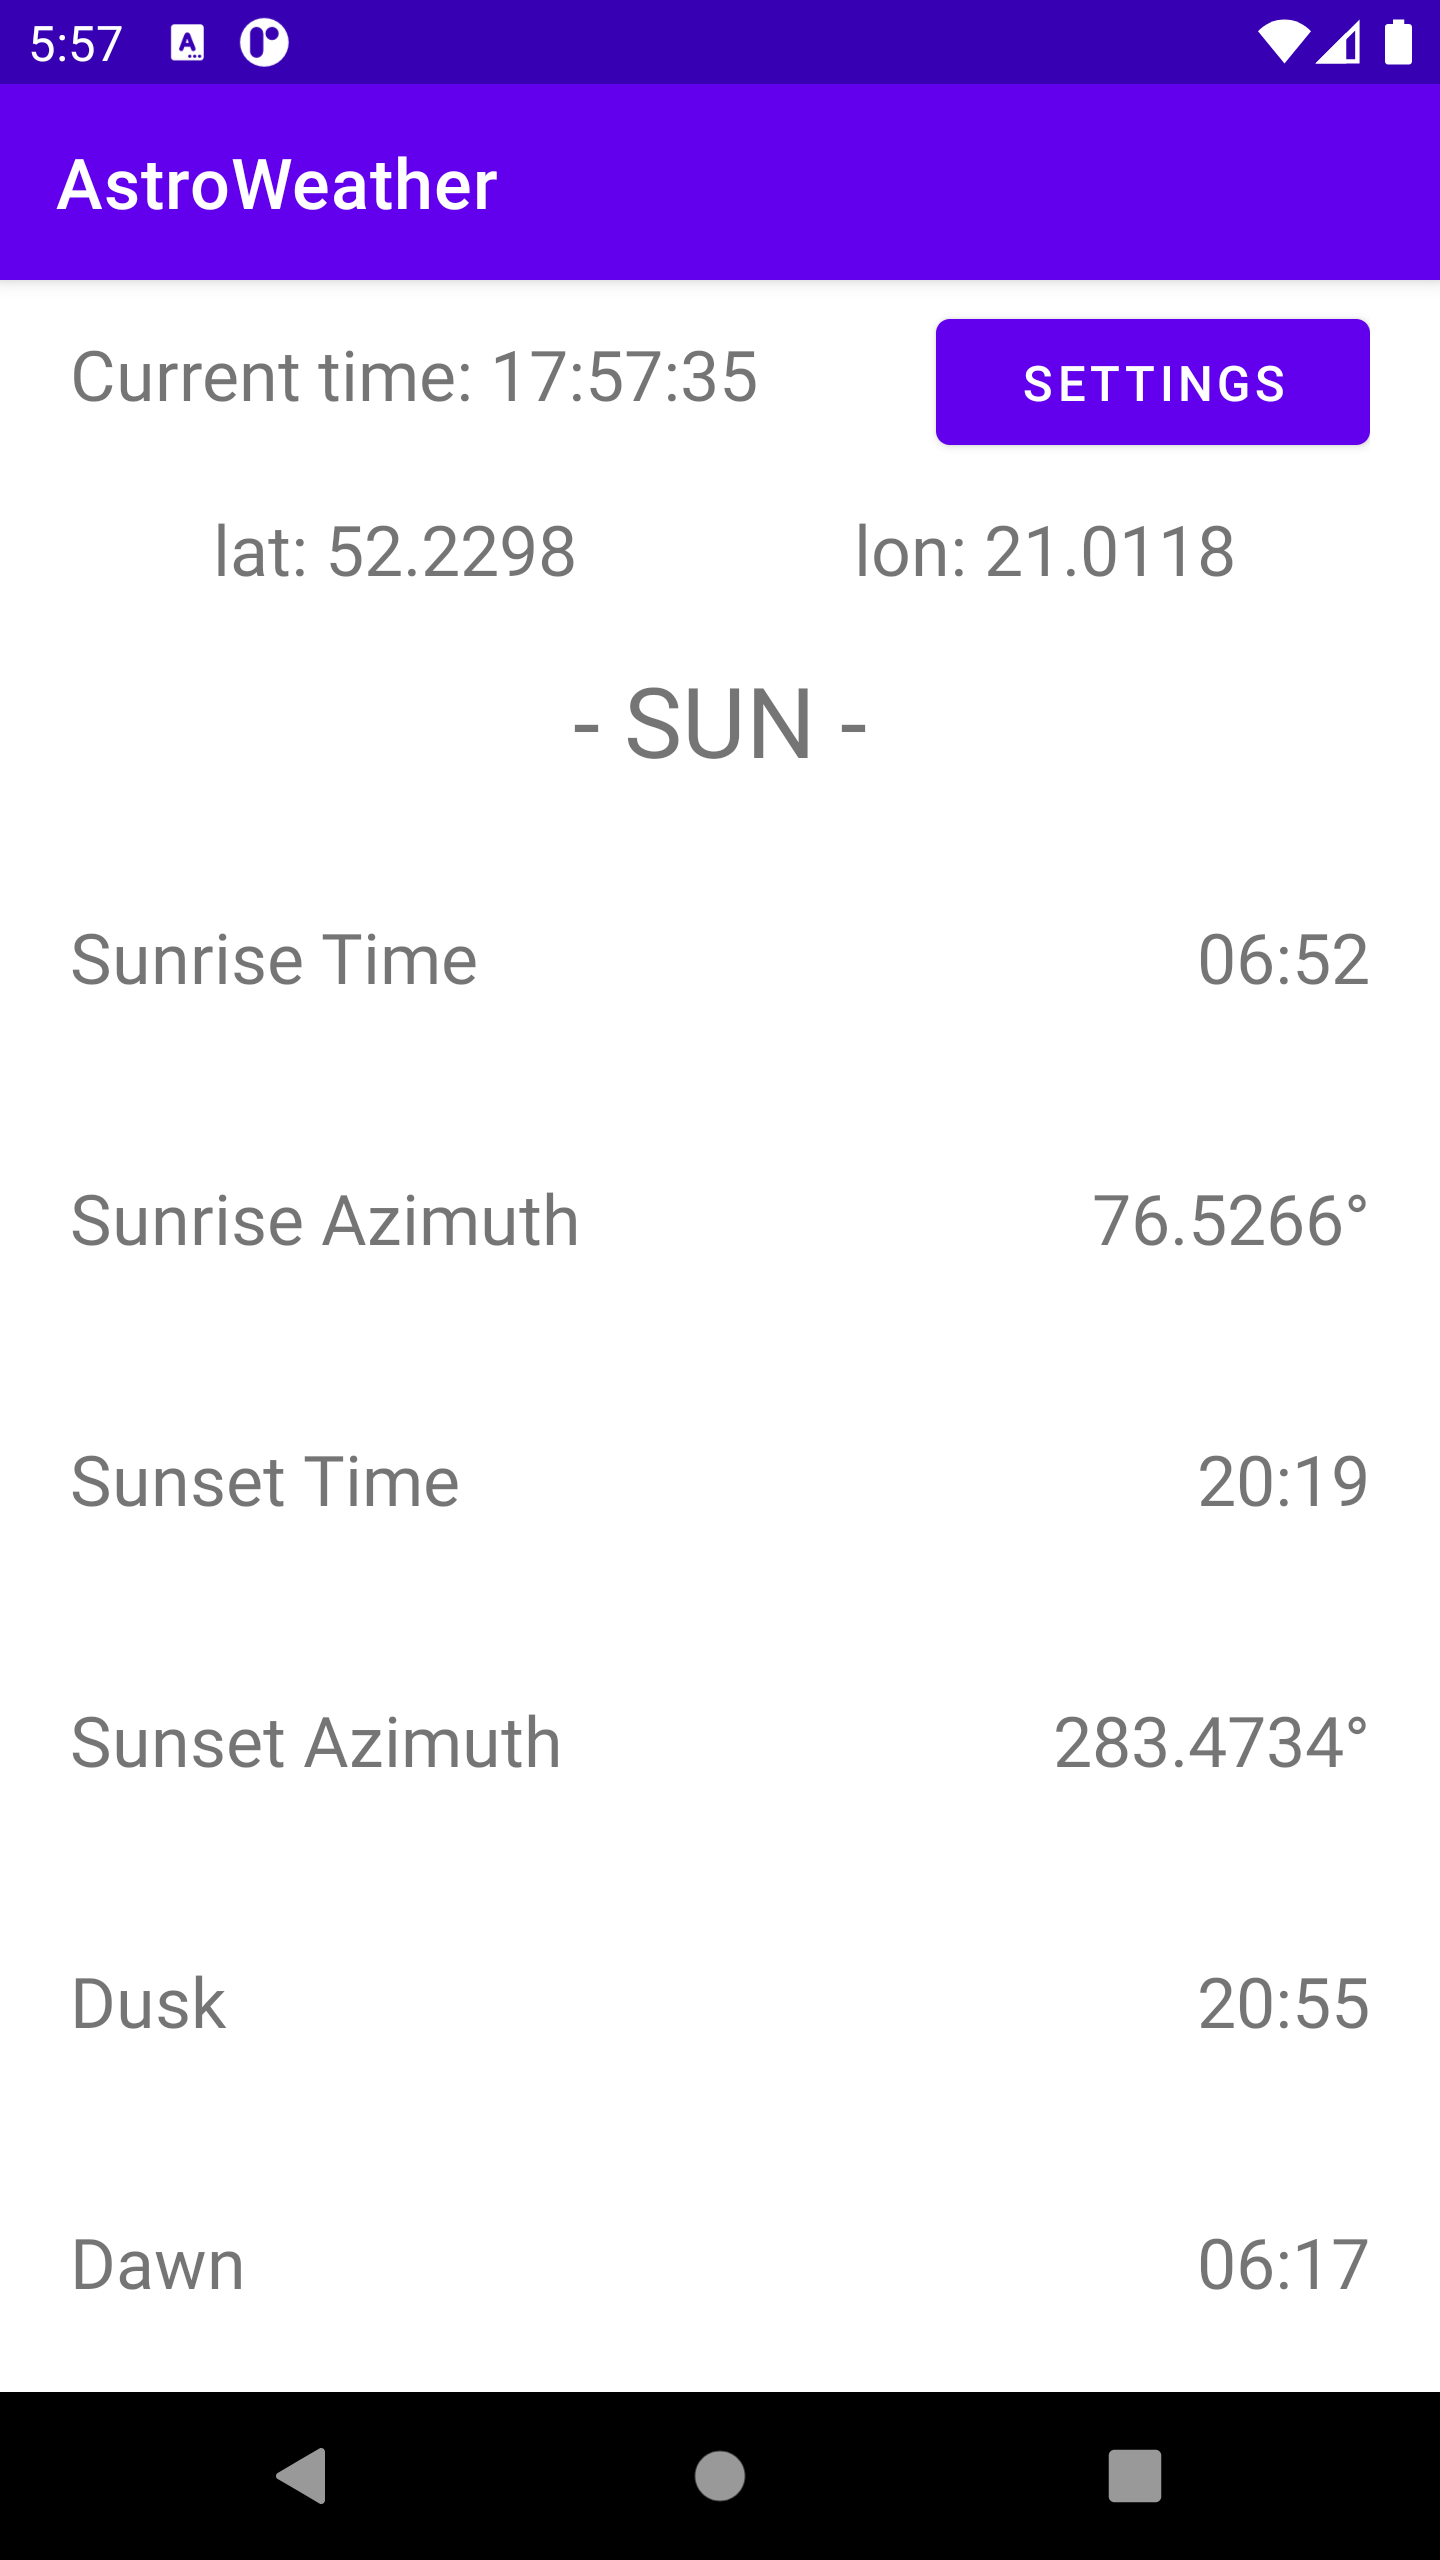 5:57
AstroWeather
Current time: 17:57:35
SETTINGS
lat: 52.2298
lon: 21.0118
- SUN -
Sunrise Time 06:52
Sunrise Azimuth 76.5266°
Sunset Time 20:19
Sunset Azimuth 283.4734°
Dusk 20:55
Dawn 06:17